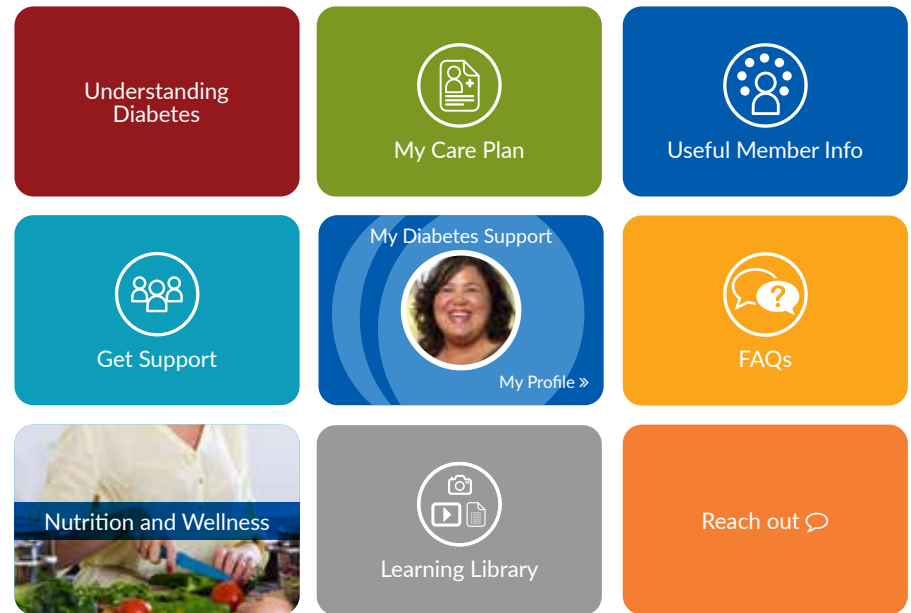 Understanding
Diabetes
My Care Plan
Useful Member Info
Get Support
My Diabetes Support
My Profile »
?
FAQs
Nutrition and Wellness
Learning Library
Reach out